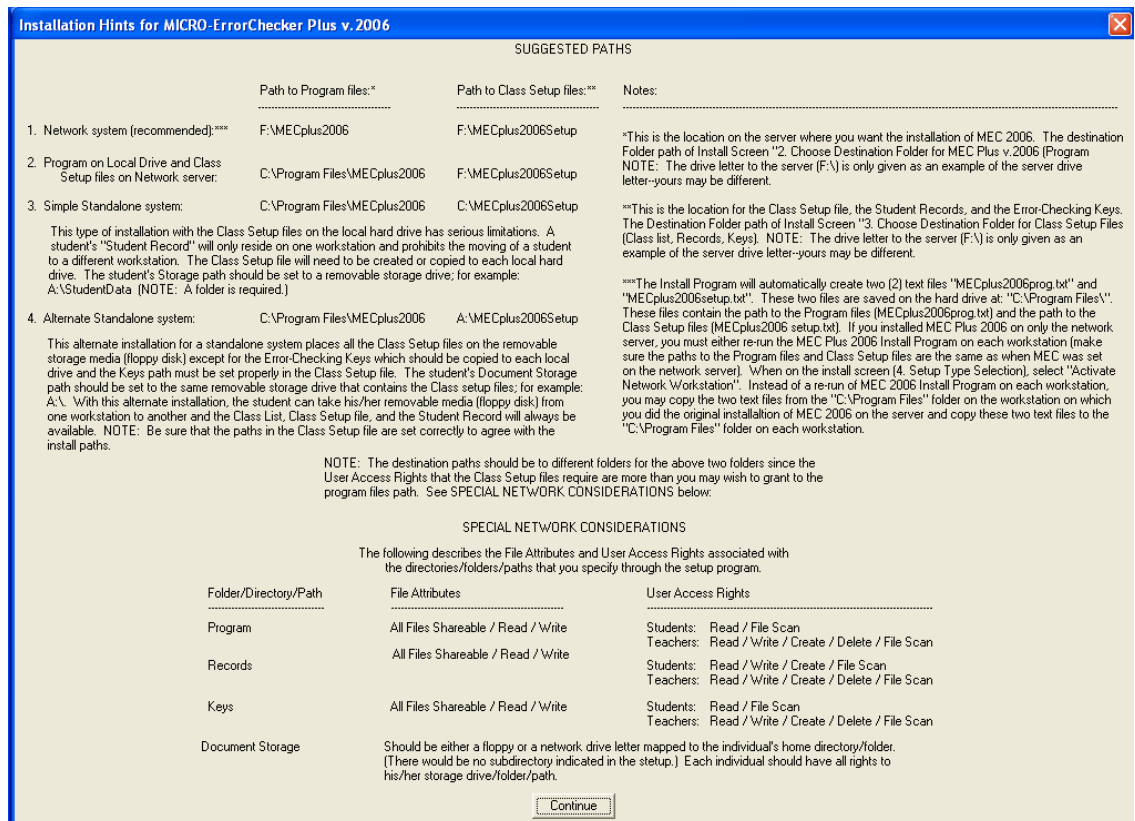 Installation Hints for MICRO-ErrorChecker Plus v.2006
SUGGESTED PATHS
Path to Program files:* Path to Class Setup files:** Notes:
1. Network system (recommended):*** F:\MECplus2006 F:\MECplus2006Setup
2. Program on Local Drive and Class
Setup files on Network server: C:\Program Files\MECplus2006 F:\MECplus2006Setup
3. Simple Standalone system: C:\Program Files\MECplus2006 C:\MECplus2006Setup
This type of installation with the Class Setup files on the local hard drive has serious limitations. A
student's "Student Record" will only reside on one workstation and prohibits the moving of a student
to a different workstation. The Class Setup file will need to be created or copied to each local hard
drive. The student's Storage path should be set to a removable storage drive; for example:
A:\StudentData (NOTE: A folder is required.)
4. Alternate Standalone system: C:\Program Files\MECplus2006 A:\MECplus2006Setup
This alternate installation for a standalone system places all the Class Setup files on the removable
storage media (floppy disk) except for the Error-Checking Keys which should be copied to each local
drive and the Keys path must be set properly in the Class Setup file. The student's Document Storage
path should be set to the same removable storage drive that contains the Class setup files; for example:
A:\. With this alternate installation, the student can take his/her removable media (floppy disk) from
one workstation to another and the Class List, Class Setup file, and the Student Record will always be
available. NOTE: Be sure that the paths in the Class Setup file are set correctly to agree with the
install paths.
*This is the location on the server where you want the installation of MEC 2006. The destination
Folder path of Install Screen "2. Choose Destination Folder for MEC Plus v.2006 (Program
NOTE: The drive letter to the server (F:\) is only given as an example of the server drive
letter--yours may be different.
**This is the location for the Class Setup file, the Student Records, and the Error-Checking Keys.
The Destination Folder path of Install Screen "3. Choose Destination Folder for Class Setup Files
(Class list, Records, Keys). NOTE: The drive letter to the server (F:\) is only given as an
example of the server drive letter--yours may be different.
***The Install Program will automatically create two (2) text files "MECplus2006prog.txt" and
"MECplus2006setup.txt". These two files are saved on the hard drive at: "C:\Program Files\".
These files contain the path to the Program files (MECplus2006prog.txt) and the path to the
Class Setup files (MECplus2006 setup.txt). If you installed MEC Plus 2006 on only the network
server, you must either re-run the MEC Plus 2006 Install Program on each workstation (make
sure the paths to the Program files and Class Setup files are the same as when MEC was set
on the network server). When on the install screen (4. Setup Type Selection), select "Activate
Network Workstation". Instead of a re-run of MEC 2006 Install Program on each workstation,
you may copy the two text files from the "C:\Program Files" folder on the workstation on which
you did the original installaltion of MEC 2006 on the server and copy these two text files to the
"C:\Program Files" folder on each workstation.
NOTE: The destination paths should be to different folders for the above two folders since the
User Access Rights that the Class Setup files require are more than you may wish to grant to the
program files path. See SPECIAL NETWORK CONSIDERATIONS below:
SPECIAL NETWORK CONSIDERATIONS
The following describes the File Attributes and User Access Rights associated with
the directories/folders/paths that you specify through the setup program.
Folder/Directory/Path File Attributes User Access Rights
Program All Files Shareable / Read / Write Students: Read / File Scan
Teachers: Read / Write / Create / Delete / File Scan
Records All Files Shareable / Read / Write Students: Read / Write / Create / File Scan
Teachers: Read / Write / Create / Delete / File Scan
Keys All Files Shareable / Read / Write Students: Read / File Scan
Teachers: Read / Write / Create / Delete / File Scan
Document Storage Should be either a floppy or a network drive letter mapped to the individual's home directory/folder.
(There would be no subdirectory indicated in the stetup.) Each individual should have all rights to
his/her storage drive/folder/path.
Continue